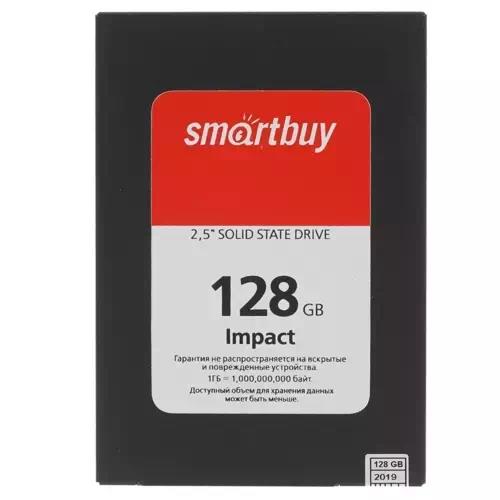 smartbuy
2,5" SOLID STATE DRIVE
128 GB
Impact
Гарантия не распространяется на вскрытые
и поврежденные устройства.
1ГБ = 1,000,000,000 байт.
Доступный объем для хранения данных
может быть меньше.
128 GB
2019